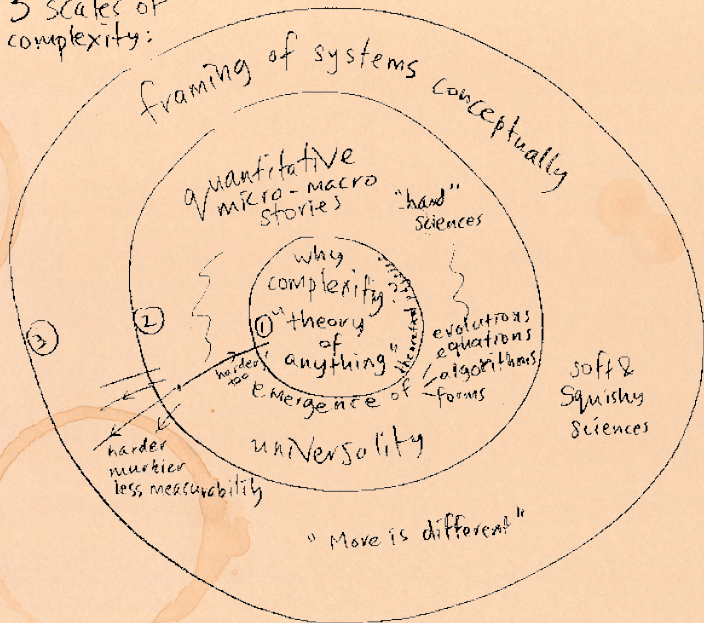 3 scales of
complexity:
framing of systems conceptually
quantitative
micro-macro
stories
"hard"
sciences
why
complexity
"theory
of
anything"
1
2
3
harder
too
emergence of
evolutions
equations
algorithms
forms
universality
soft &
squishy
sciences
harder
murkier
less measurability
"More is different"